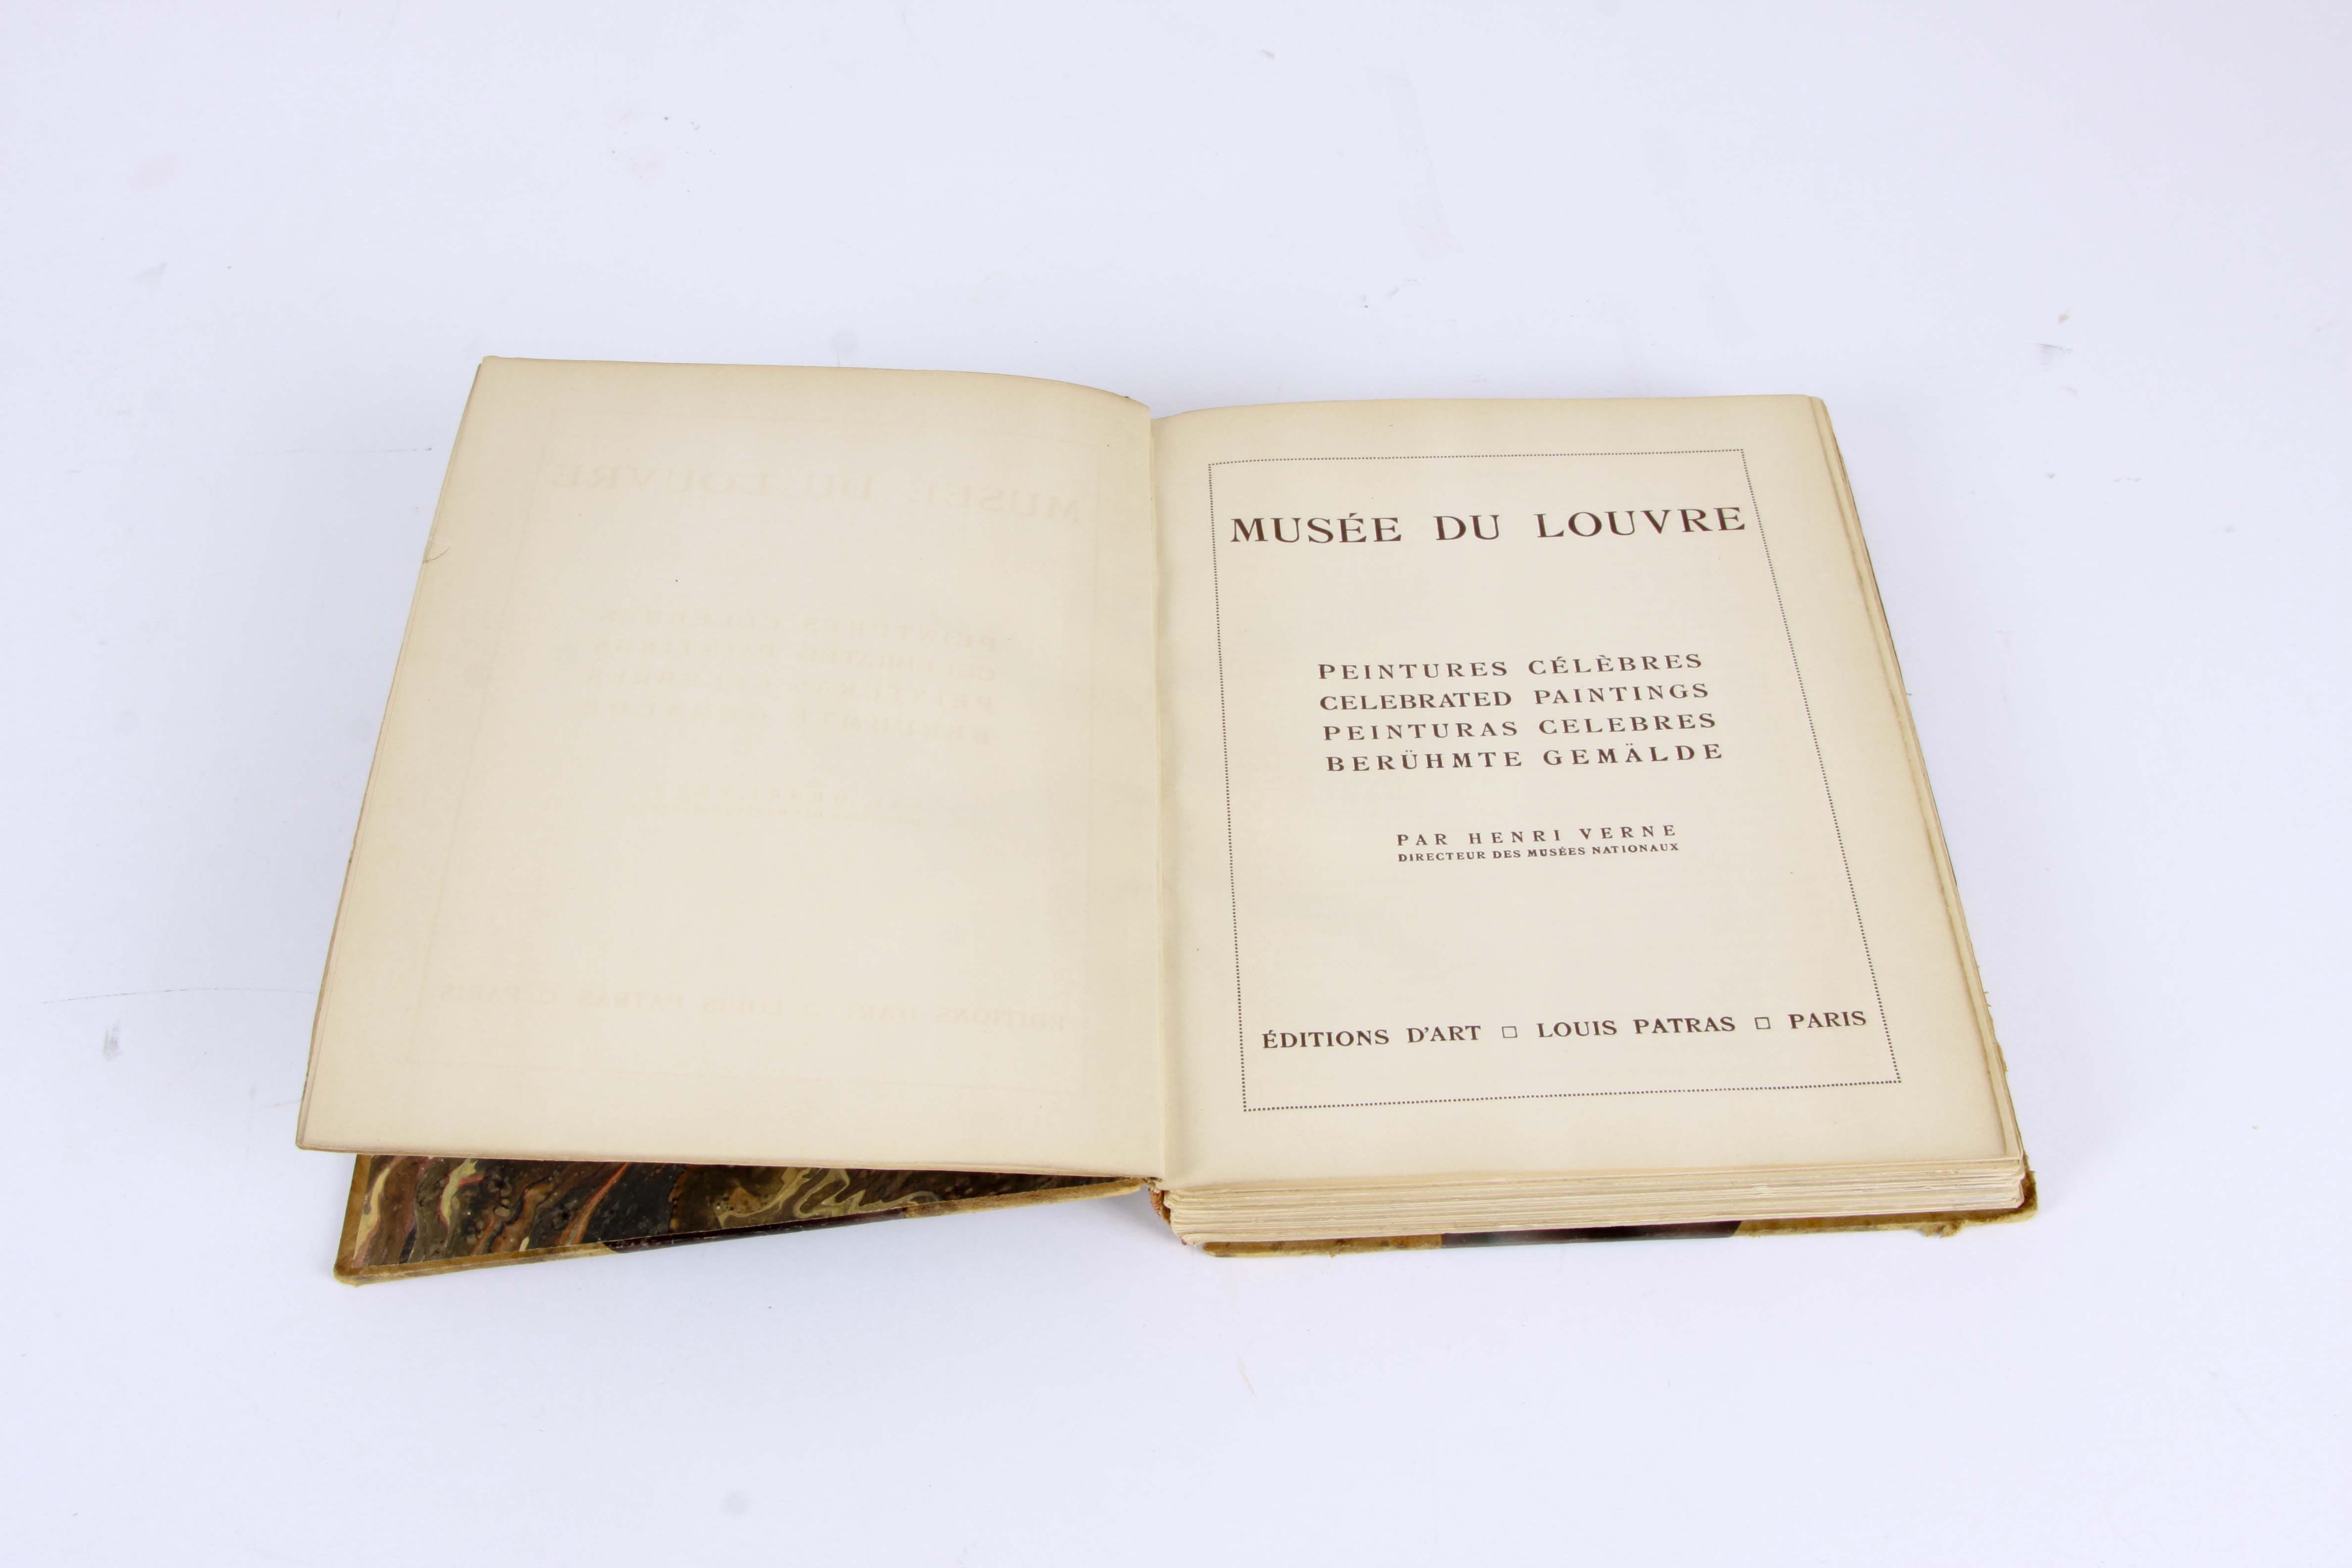 MUSÉE DU LOUVRE
PEINTURES CÉLÈBRES
CELEBRATED PAINTINGS
PEINTURAS CELEBRES
BERÜHMTE GEMÄLDE
PAR HENRI VERNE
DIRECTEUR DES MUSÉES NATIONAUX
ÉDITIONS D'ART □ LOUIS PATRAS □ PARIS